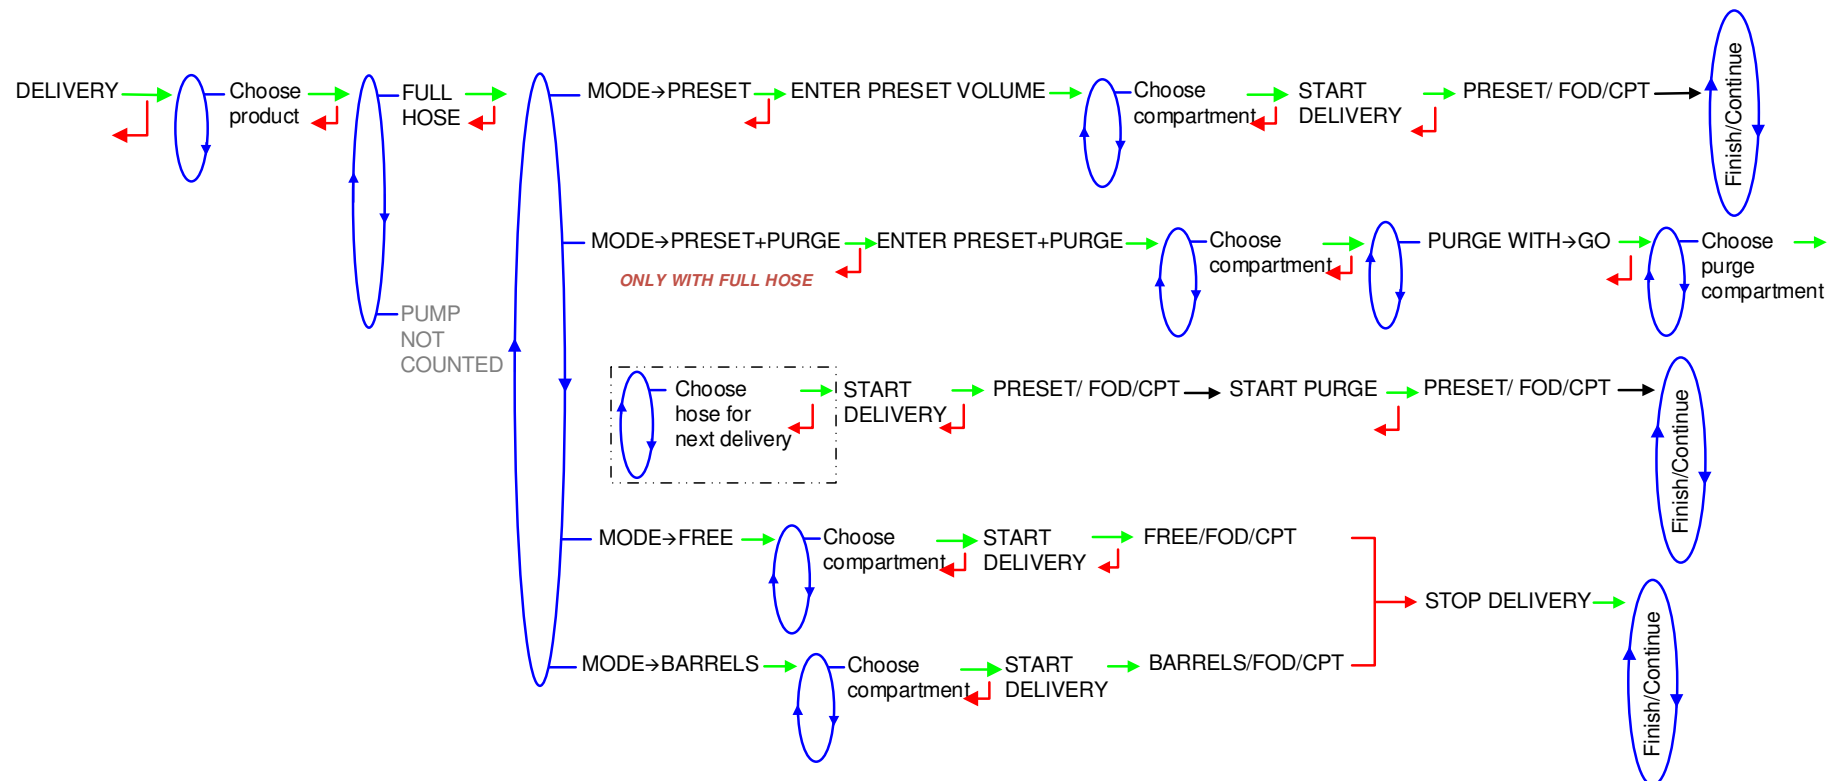 DELIVERY
Choose
product
FULL
HOSE
PUMP
NOT
COUNTED
MODE→PRESET
ENTER PRESET VOLUME
Choose
compartment
START
DELIVERY
PRESET/ FOD/CPT
Finish/Continue
MODE→PRESET+PURGE
ONLY WITH FULL HOSE
ENTER PRESET+PURGE
Choose
compartment
PURGE WITH→GO
Choose
purge
compartment
Choose
hose for
next delivery
START
DELIVERY
PRESET/ FOD/CPT
START PURGE
PRESET/ FOD/CPT
Finish/Continue
MODE→FREE
Choose
compartment
START
DELIVERY
FREE/FOD/CPT
MODE→BARRELS
Choose
compartment
START
DELIVERY
BARRELS/FOD/CPT
STOP DELIVERY
Finish/Continue